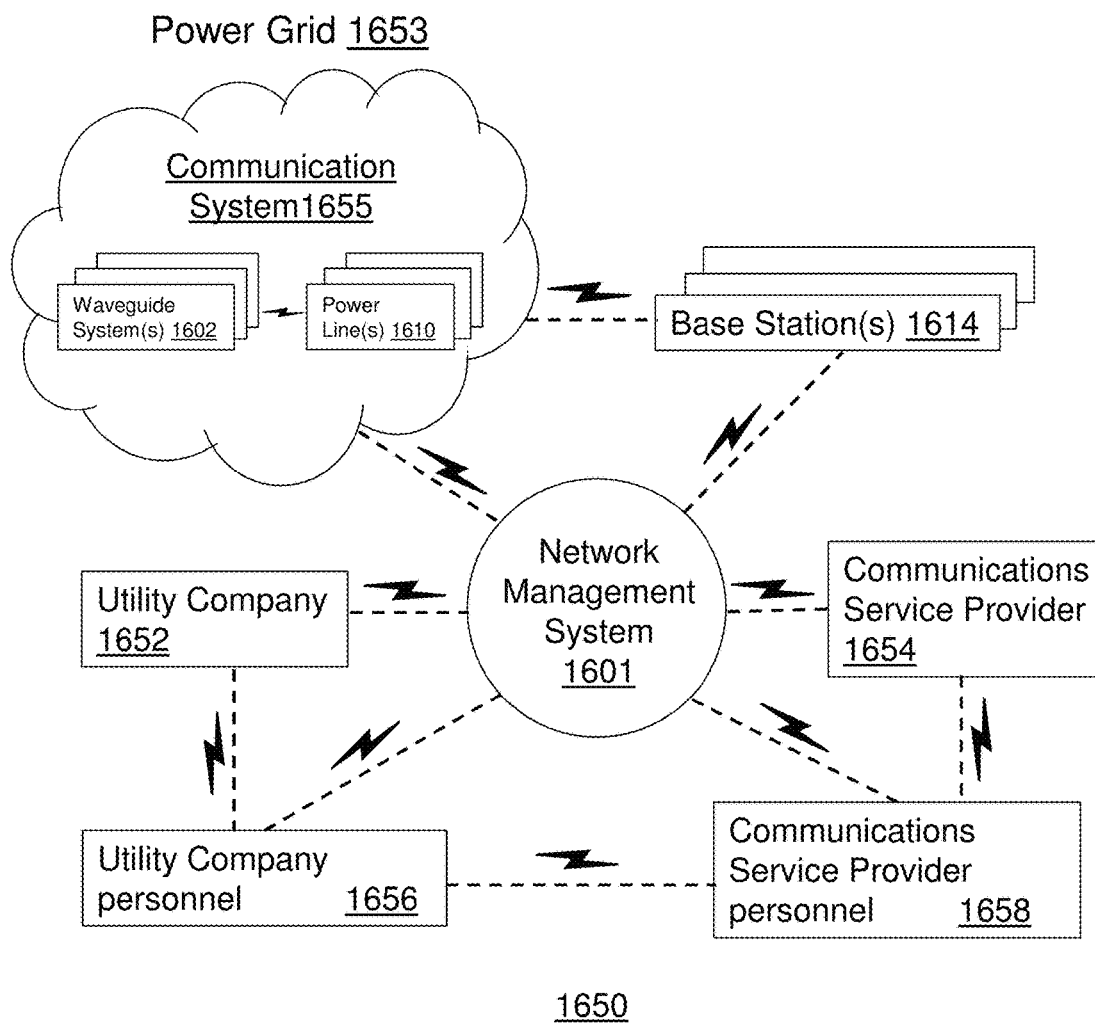 Power Grid 1653
Communication
System1655
Waveguide
System(s) 1602
Power
Line(s) 1610
Base Station(s) 1614
Network
Management
System
1601
Utility Company
1652
Communications
Service Provider
1654
Utility Company
personnel 1656
Communications
Service Provider
personnel 1658
1650